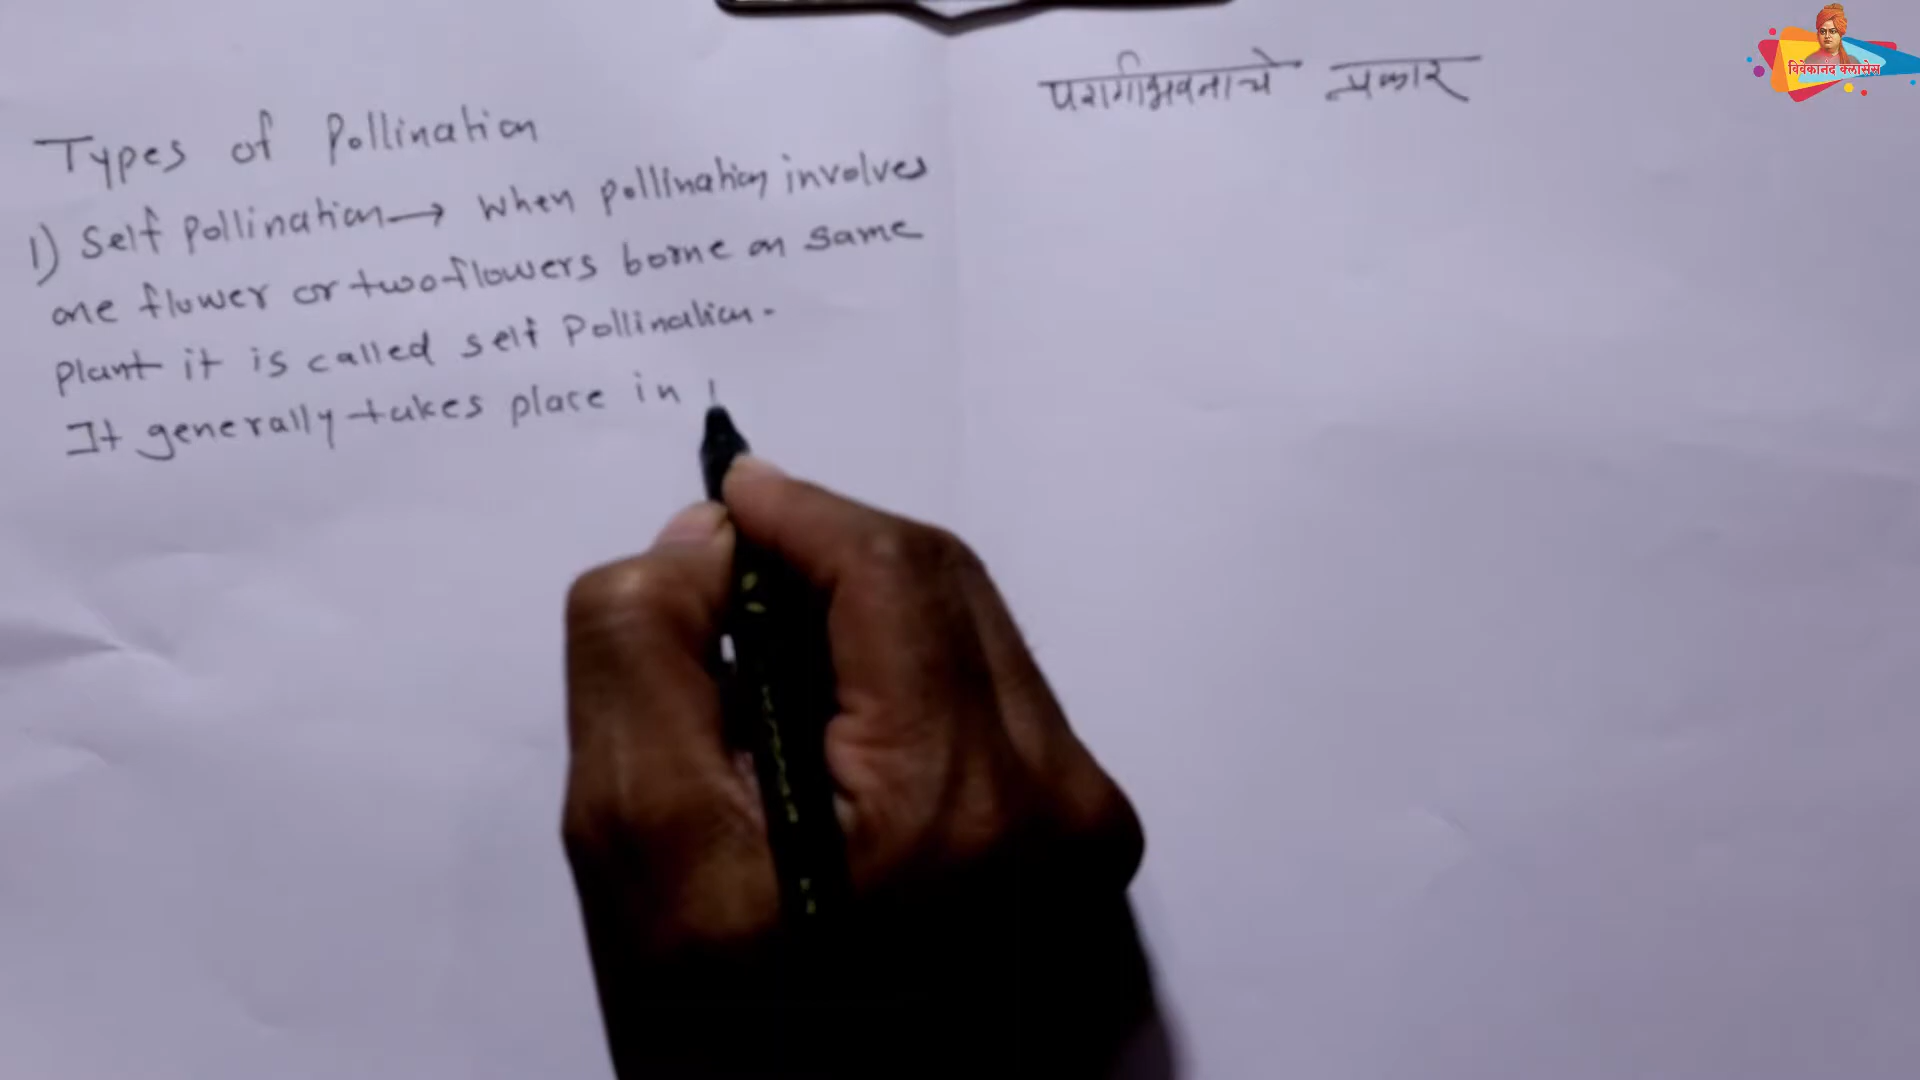 Types of Pollination
1) Self Pollination → When pollination involves
one flower or two flowers borne on same
plant it is called self Pollination.
It generally takes place in
परागीभवनाचे प्रकार
विवेकानंद क्लासेस